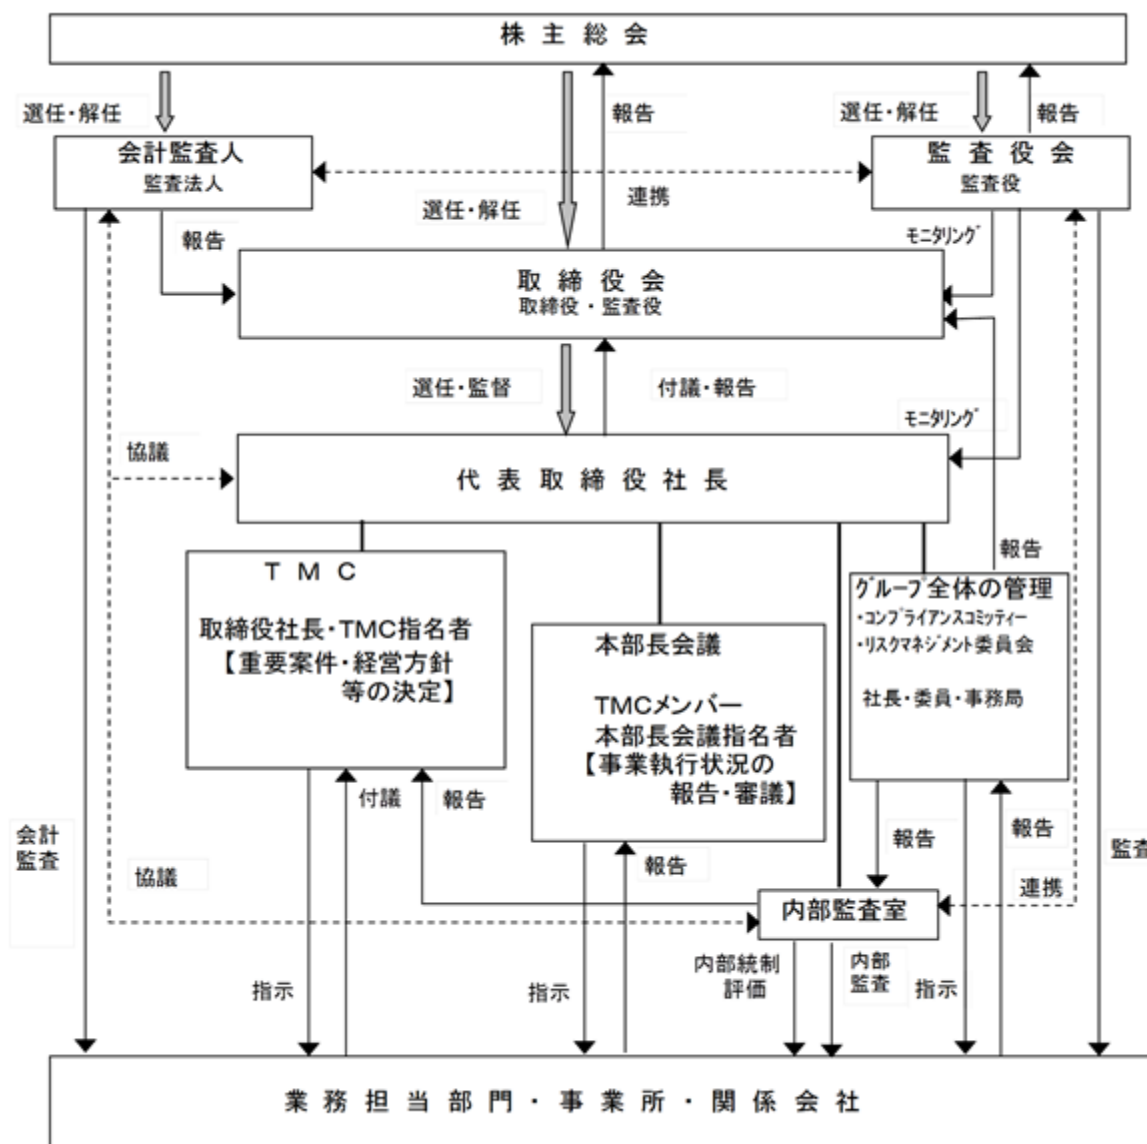 株主総会
選任・解任
報告
選任・解任
報告
会計監査人
監査法人
監査役会
監査役
連携
選任・解任
報告
モニタリング
取締役会
取締役・監査役
選任・監督
付議・報告
モニタリング
協議
代表取締役社長
報告
TMC
取締役社長・TMC指名者
【重要案件・経営方針
等の決定】
本部長会議
TMCメンバー
本部長会議指名者
【事業執行状況の
報告・審議】
グループ全体の管理
・コンプライアンスコミッティー
・リスクマネジメント委員会
社長・委員・事務局
会計
監査
付議
報告
報告
報告
報告
監査
協議
連携
内部監査室
指示
指示
内部統制
評価
内部
監査
指示
業務担当部門・事業所・関係会社